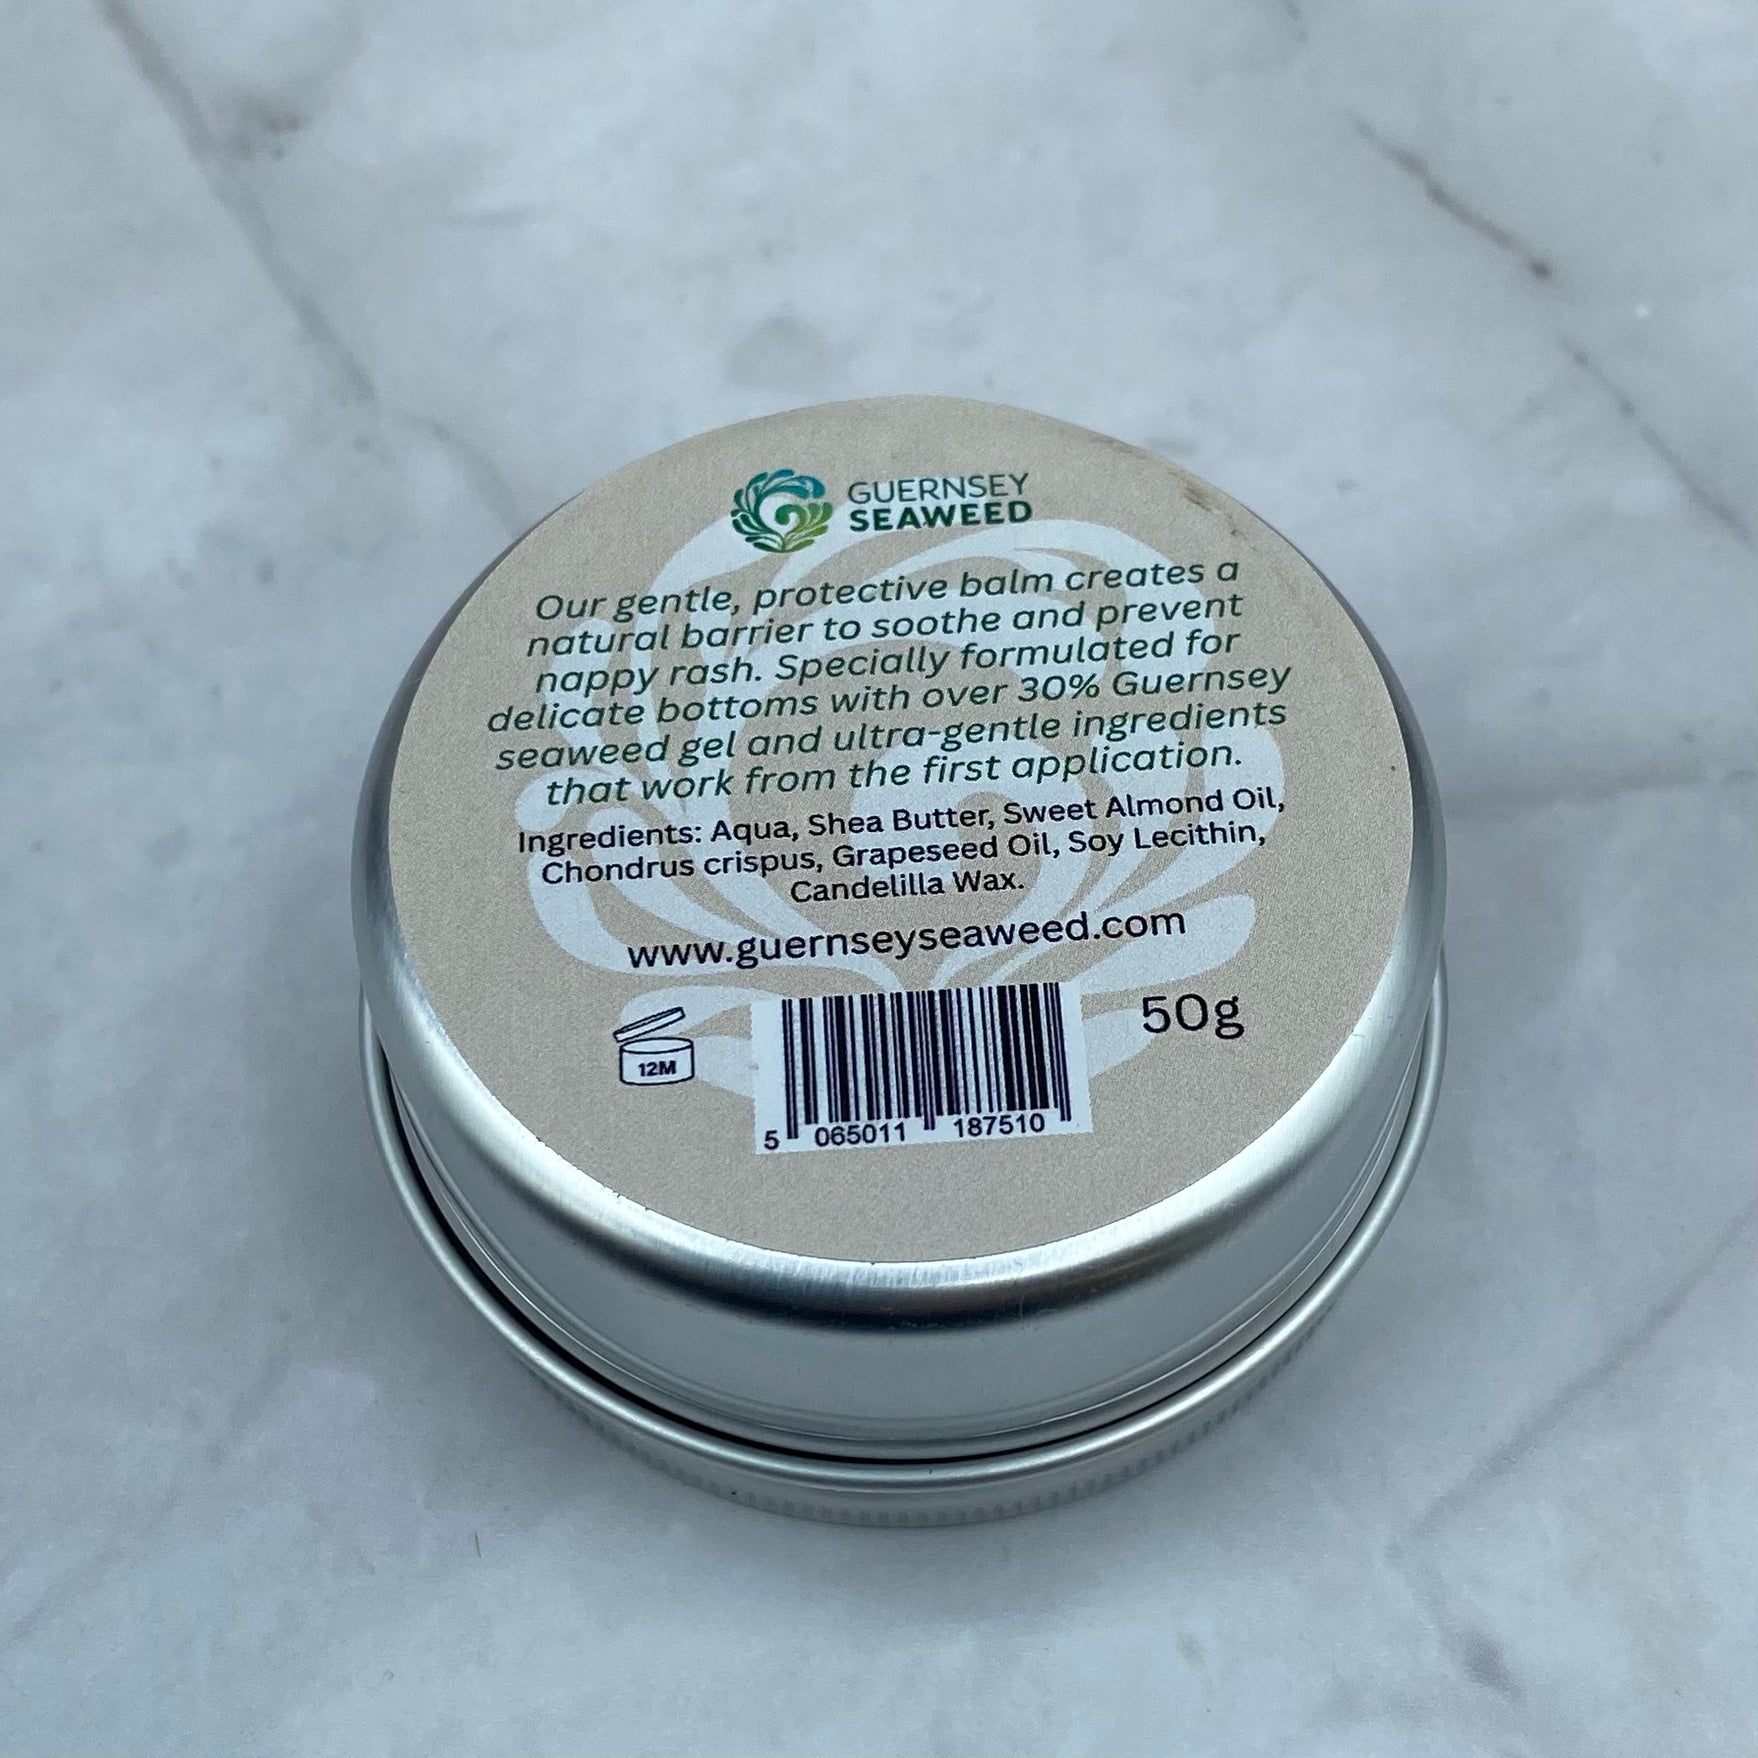 GUERNSEY
SEAWEED
Our gentle, protective balm creates a
natural barrier to soothe and prevent
nappy rash. Specially formulated for
delicate bottoms with over 30% Guernsey
seaweed gel and ultra-gentle ingredients
that work from the first application.
Ingredients: Aqua, Shea Butter, Sweet Almond Oil,
Chondrus crispus, Grapeseed Oil, Soy Lecithin,
Candelilla Wax.
www.guernseyseaweed.com
50g
12M
5 065011 187510